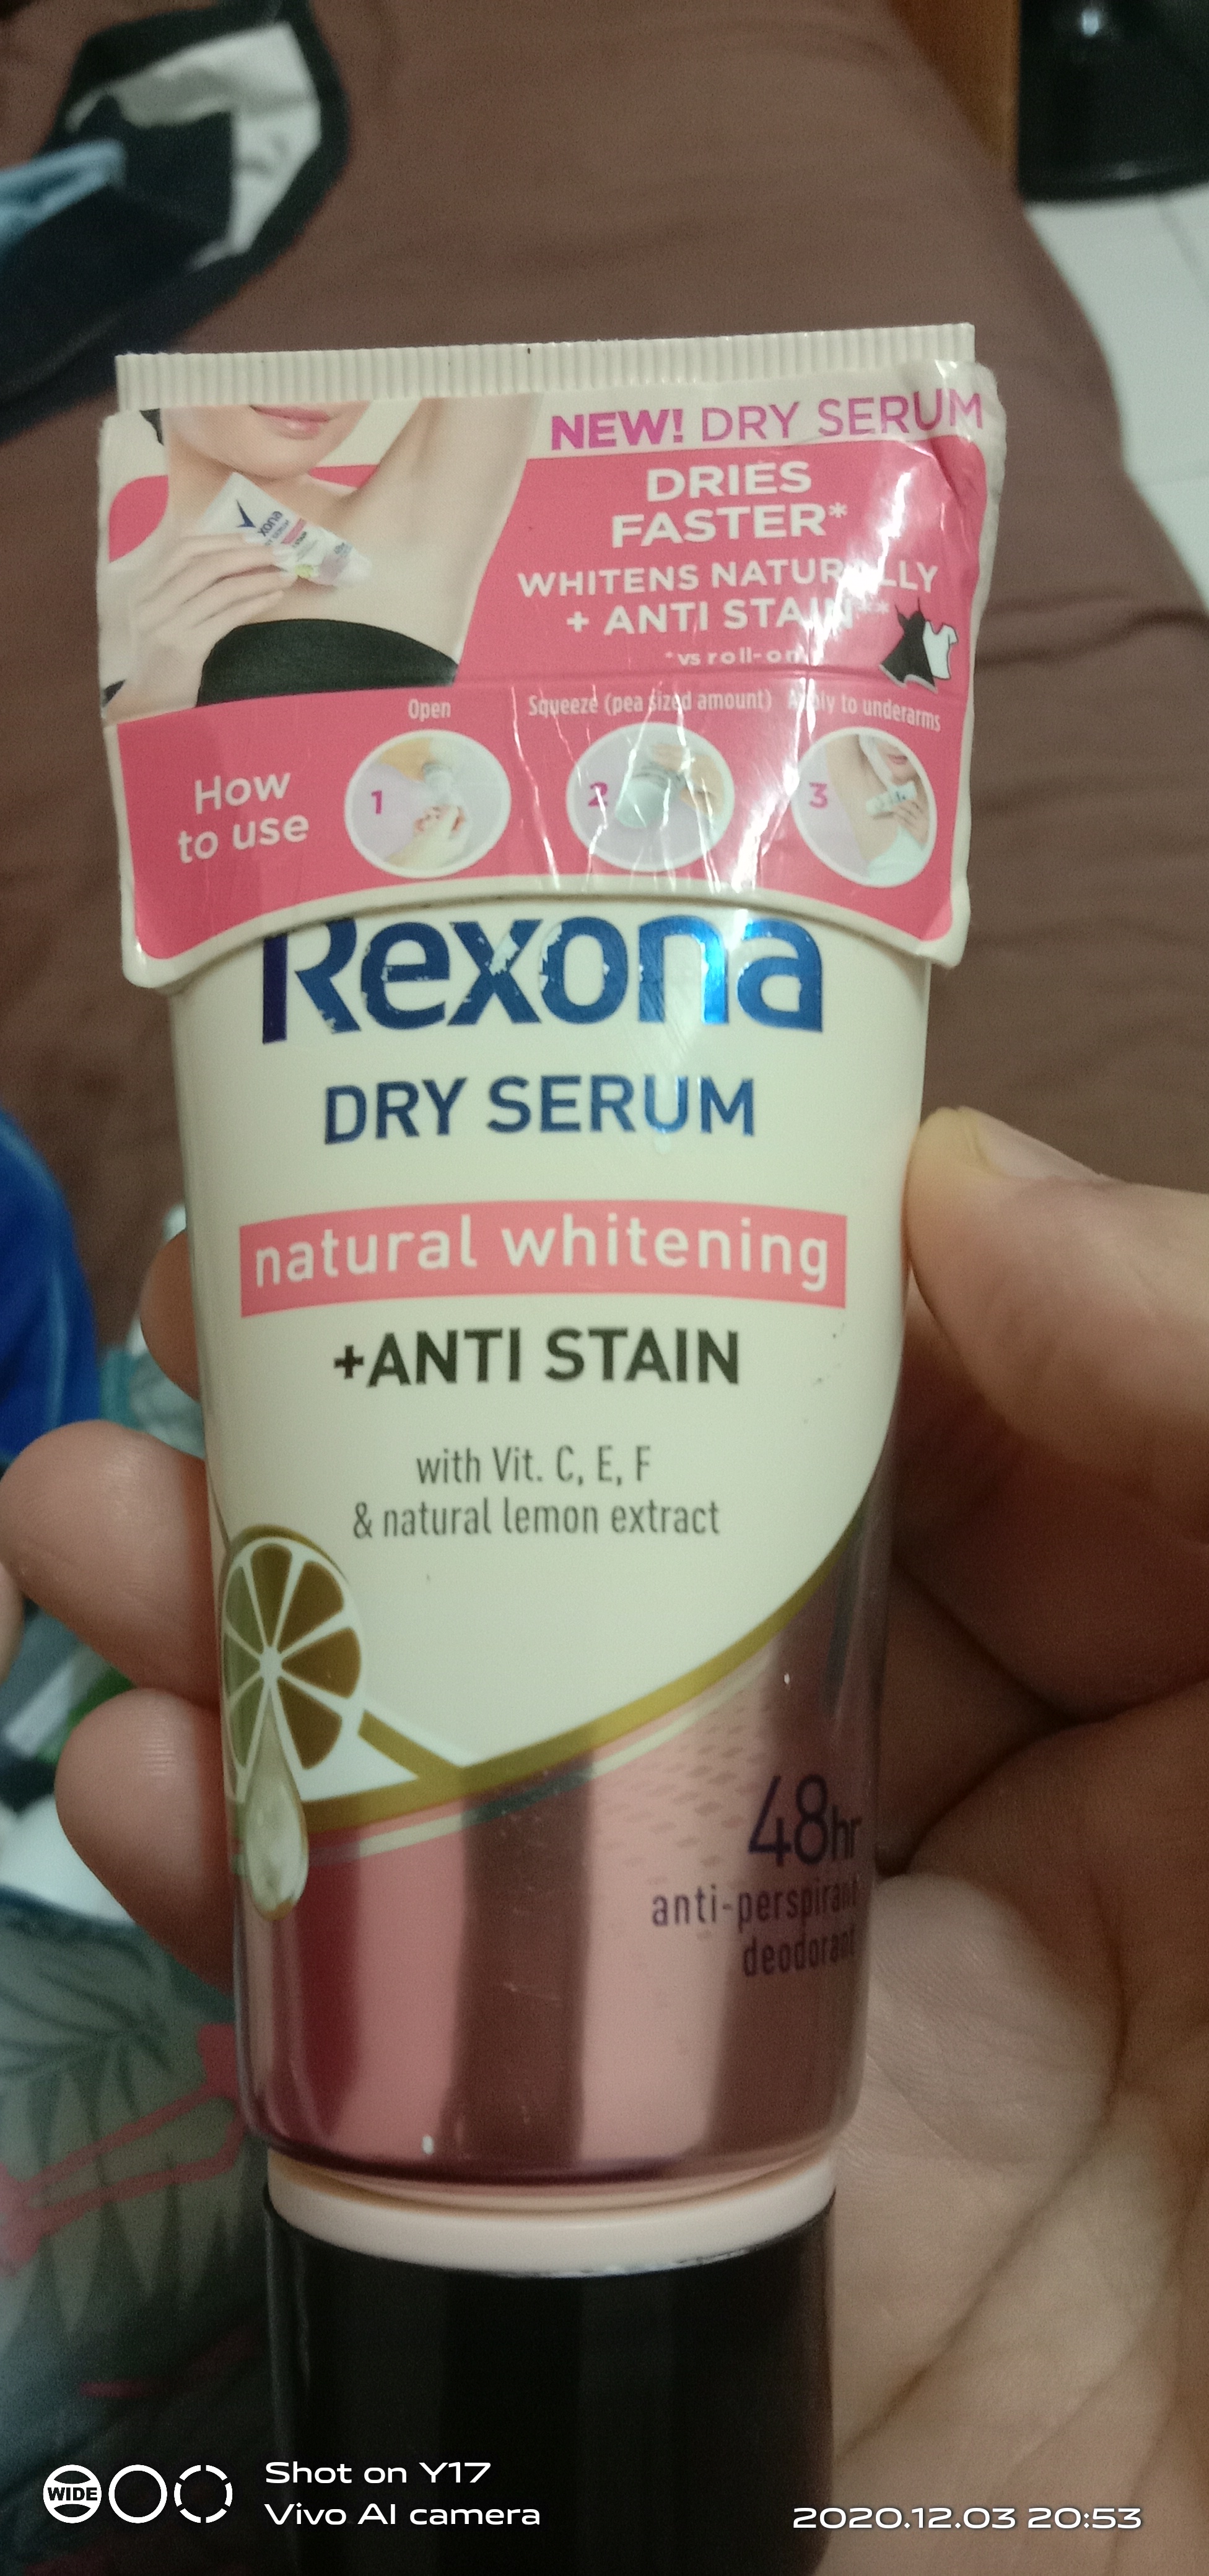 NEW! DRY SERUM
DRIES
FASTER*
WHITENS NATURALLY
+ ANTI STAIN**
*vs roll-on
Open
Squeeze (pea sized amount)
Apply to underarms
How
to use
1
2
3
Rexona
DRY SERUM
natural whitening
+ANTI STAIN
with Vit. C, E, F
& natural lemon extract
48hr
anti-perspirant
deodorant
WIDE
Shot on Y17
Vivo AI camera
2020.12.03 20:53